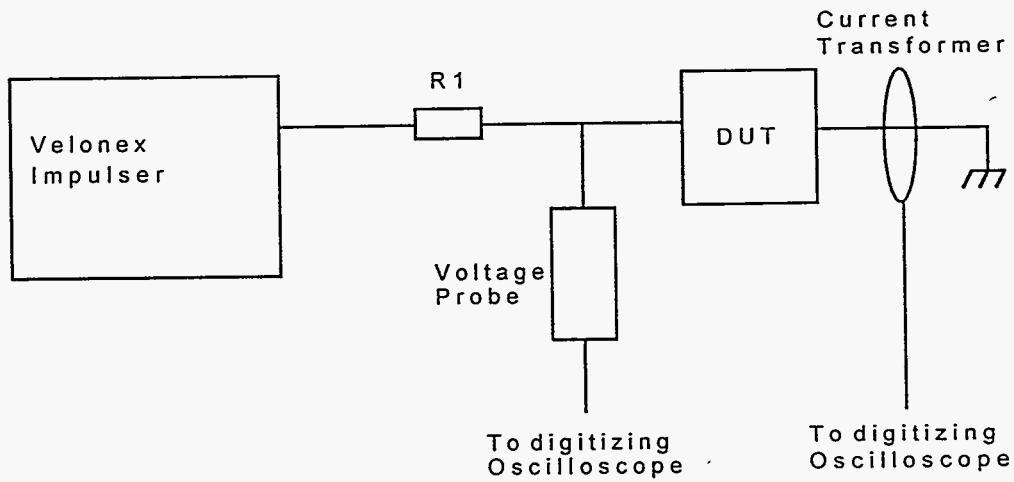 Current
Transformer
R1
Velonex
Impulser
DUT
Voltage
Probe
To digitizing
Oscilloscope
To digitizing
Oscilloscope